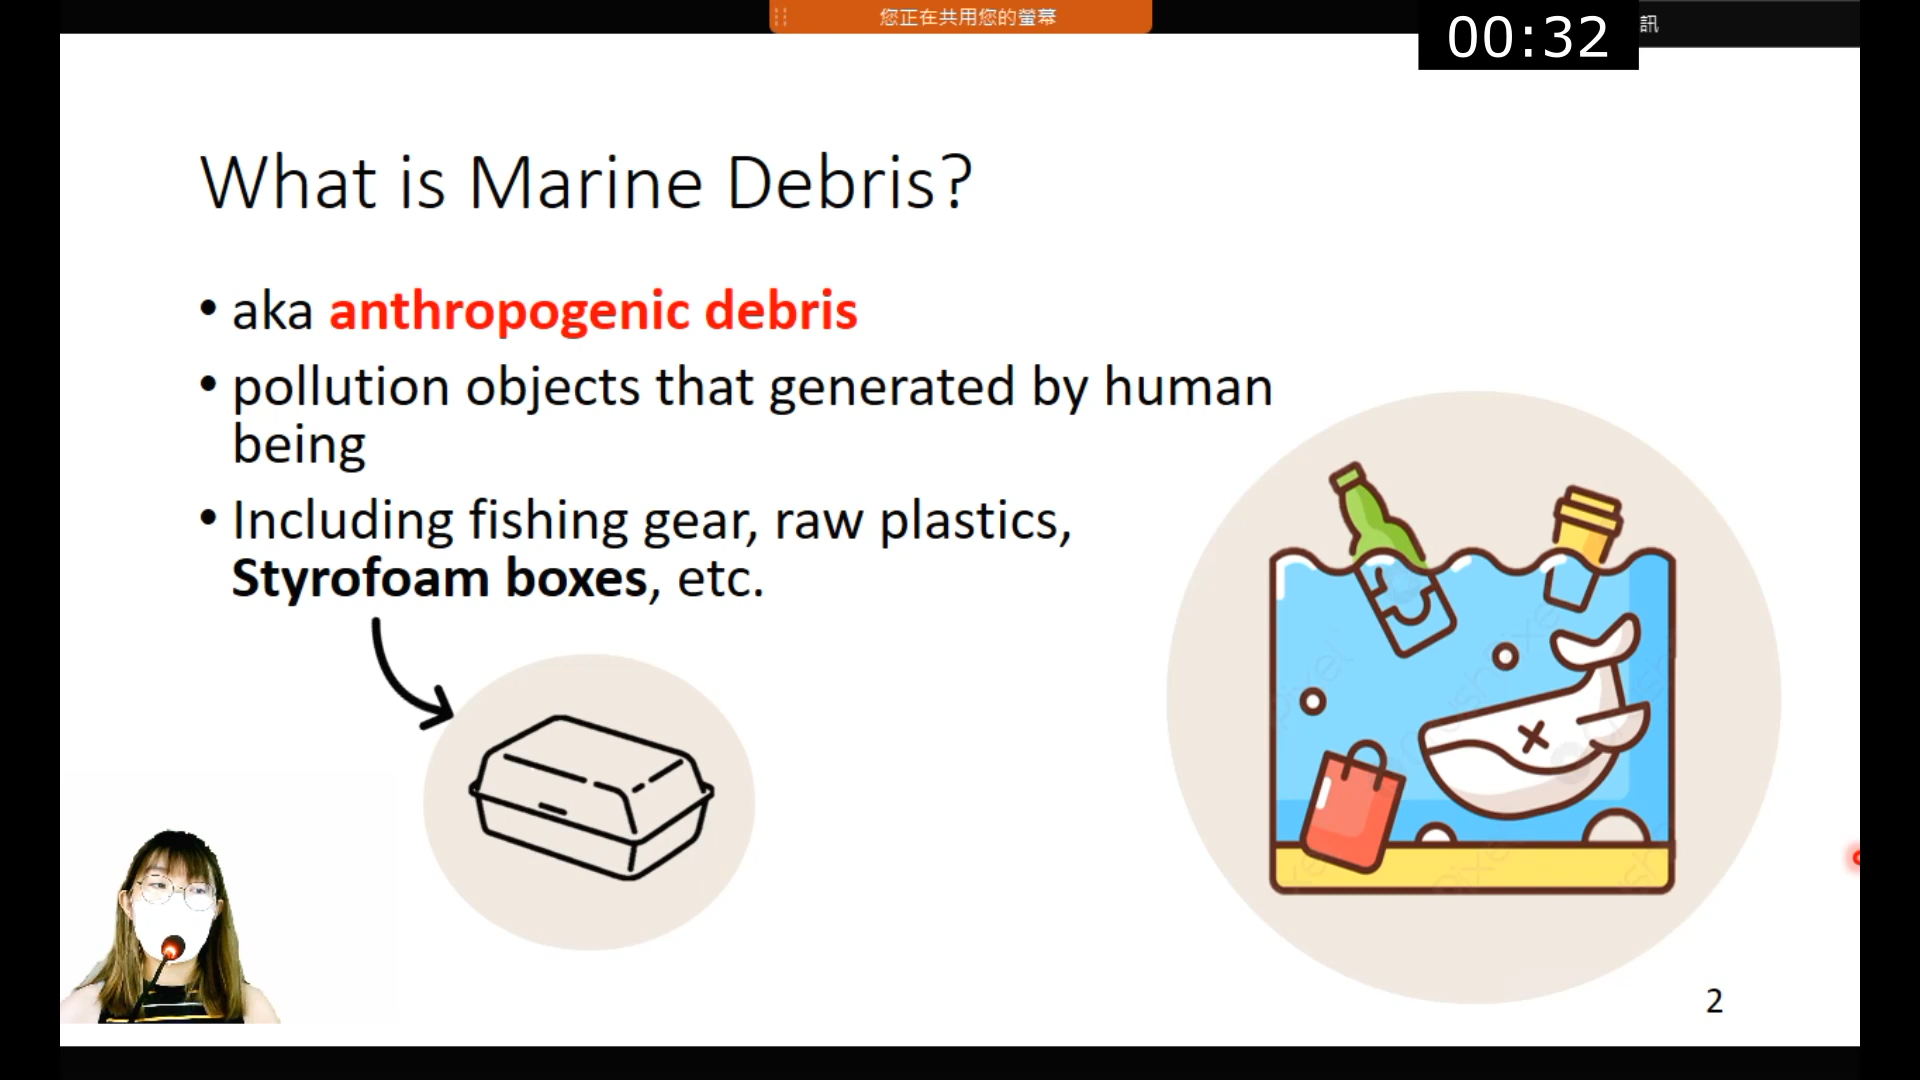 您正在共用您的螢幕
訊
00:32
What is Marine Debris?
• aka anthropogenic debris
• pollution objects that generated by human
being
• Including fishing gear, raw plastics,
Styrofoam boxes, etc.
2